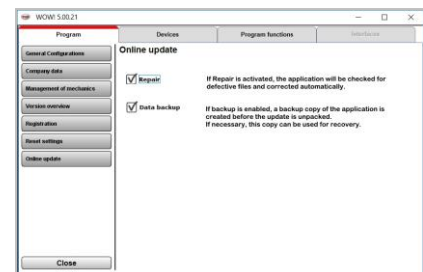 WOW! 5.00.21
Program
Devices
Program functions
Interfaces
General Configurations
Company data
Management of mechanics
Version overview
Registration
Reset settings
Online update
Close
Online update
Repair
If Repair is activated, the application will be checked for
defective files and corrected automatically.
Data backup
If backup is enabled, a backup copy of the application is
created before the update is unpacked.
If necessary, this copy can be used for recovery.